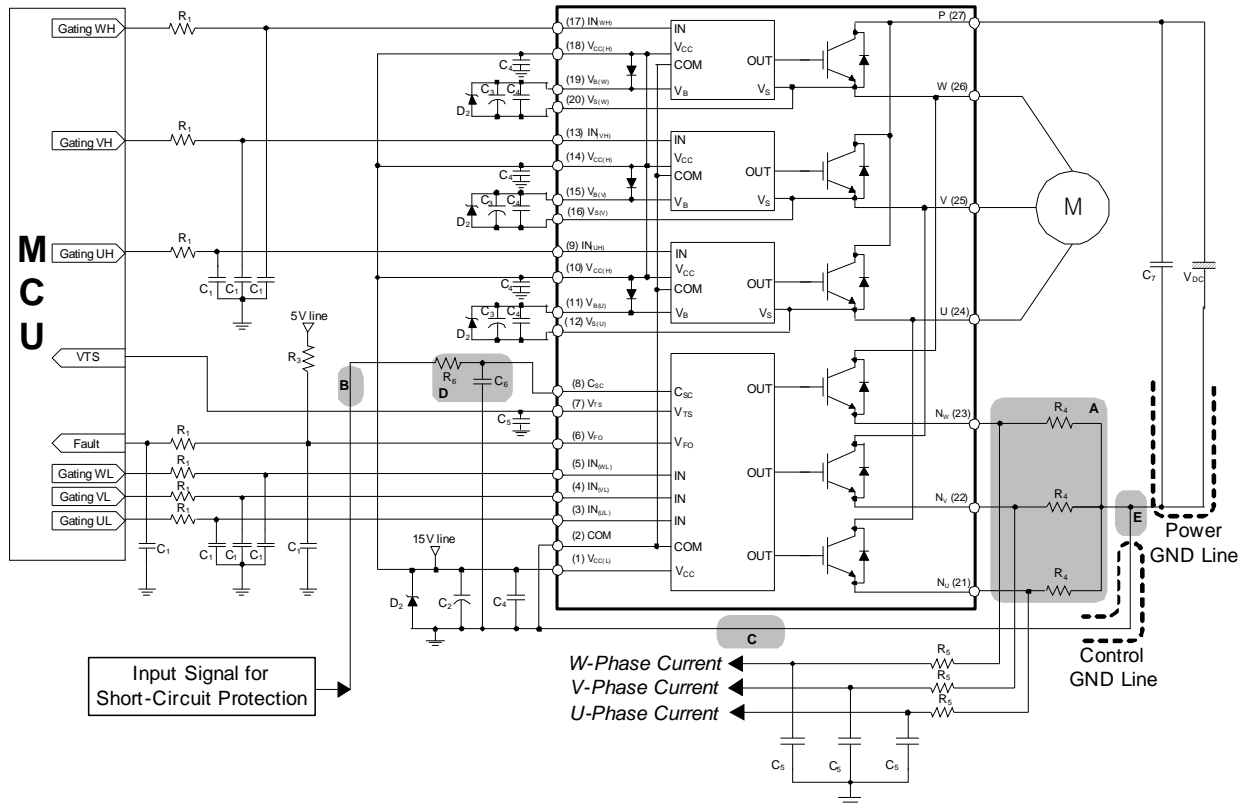 MCU
Gating WH
R1
(17) IN(WH)
(18) VCC(H)
C4
(19) VB(W)
C3
C4
D2
(20) VS(W)
IN
VCC
COM
VB
OUT
VS
P (27)
W (26)
Gating VH
R1
(13) IN(VH)
(14) VCC(H)
C4
(15) VB(V)
C3
C4
D2
(16) VS(V)
IN
VCC
COM
VB
OUT
VS
V (25)
M
Gating UH
R1
C1
C1
C1
(9) IN(UH)
(10) VCC(H)
C4
(11) VB(U)
C3
C4
D2
(12) VS(U)
IN
VCC
COM
VB
OUT
VS
U (24)
C7
VDC
5V line
R3
VTS
B
R6
D
C6
(8) CSC
(7) VTS
C5
CSC
VTS
OUT
Fault
R1
(6) VFO
VFO
NW (23)
R4
A
Gating WL
R1
(5) IN(WL)
IN
Gating VL
R1
(4) IN(VL)
IN
OUT
NV (22)
R4
E
Gating UL
R1
(3) IN(UL)
IN
Power
GND Line
C1
C1
C1
C1
C1
(2) COM
COM
OUT
15V line
(1) VCC(L)
VCC
NU (21)
R4
D2
C2
C4
C
Control
GND Line
Input Signal for
Short-Circuit Protection
W-Phase Current
R5
V-Phase Current
R5
U-Phase Current
R5
C5
C5
C5